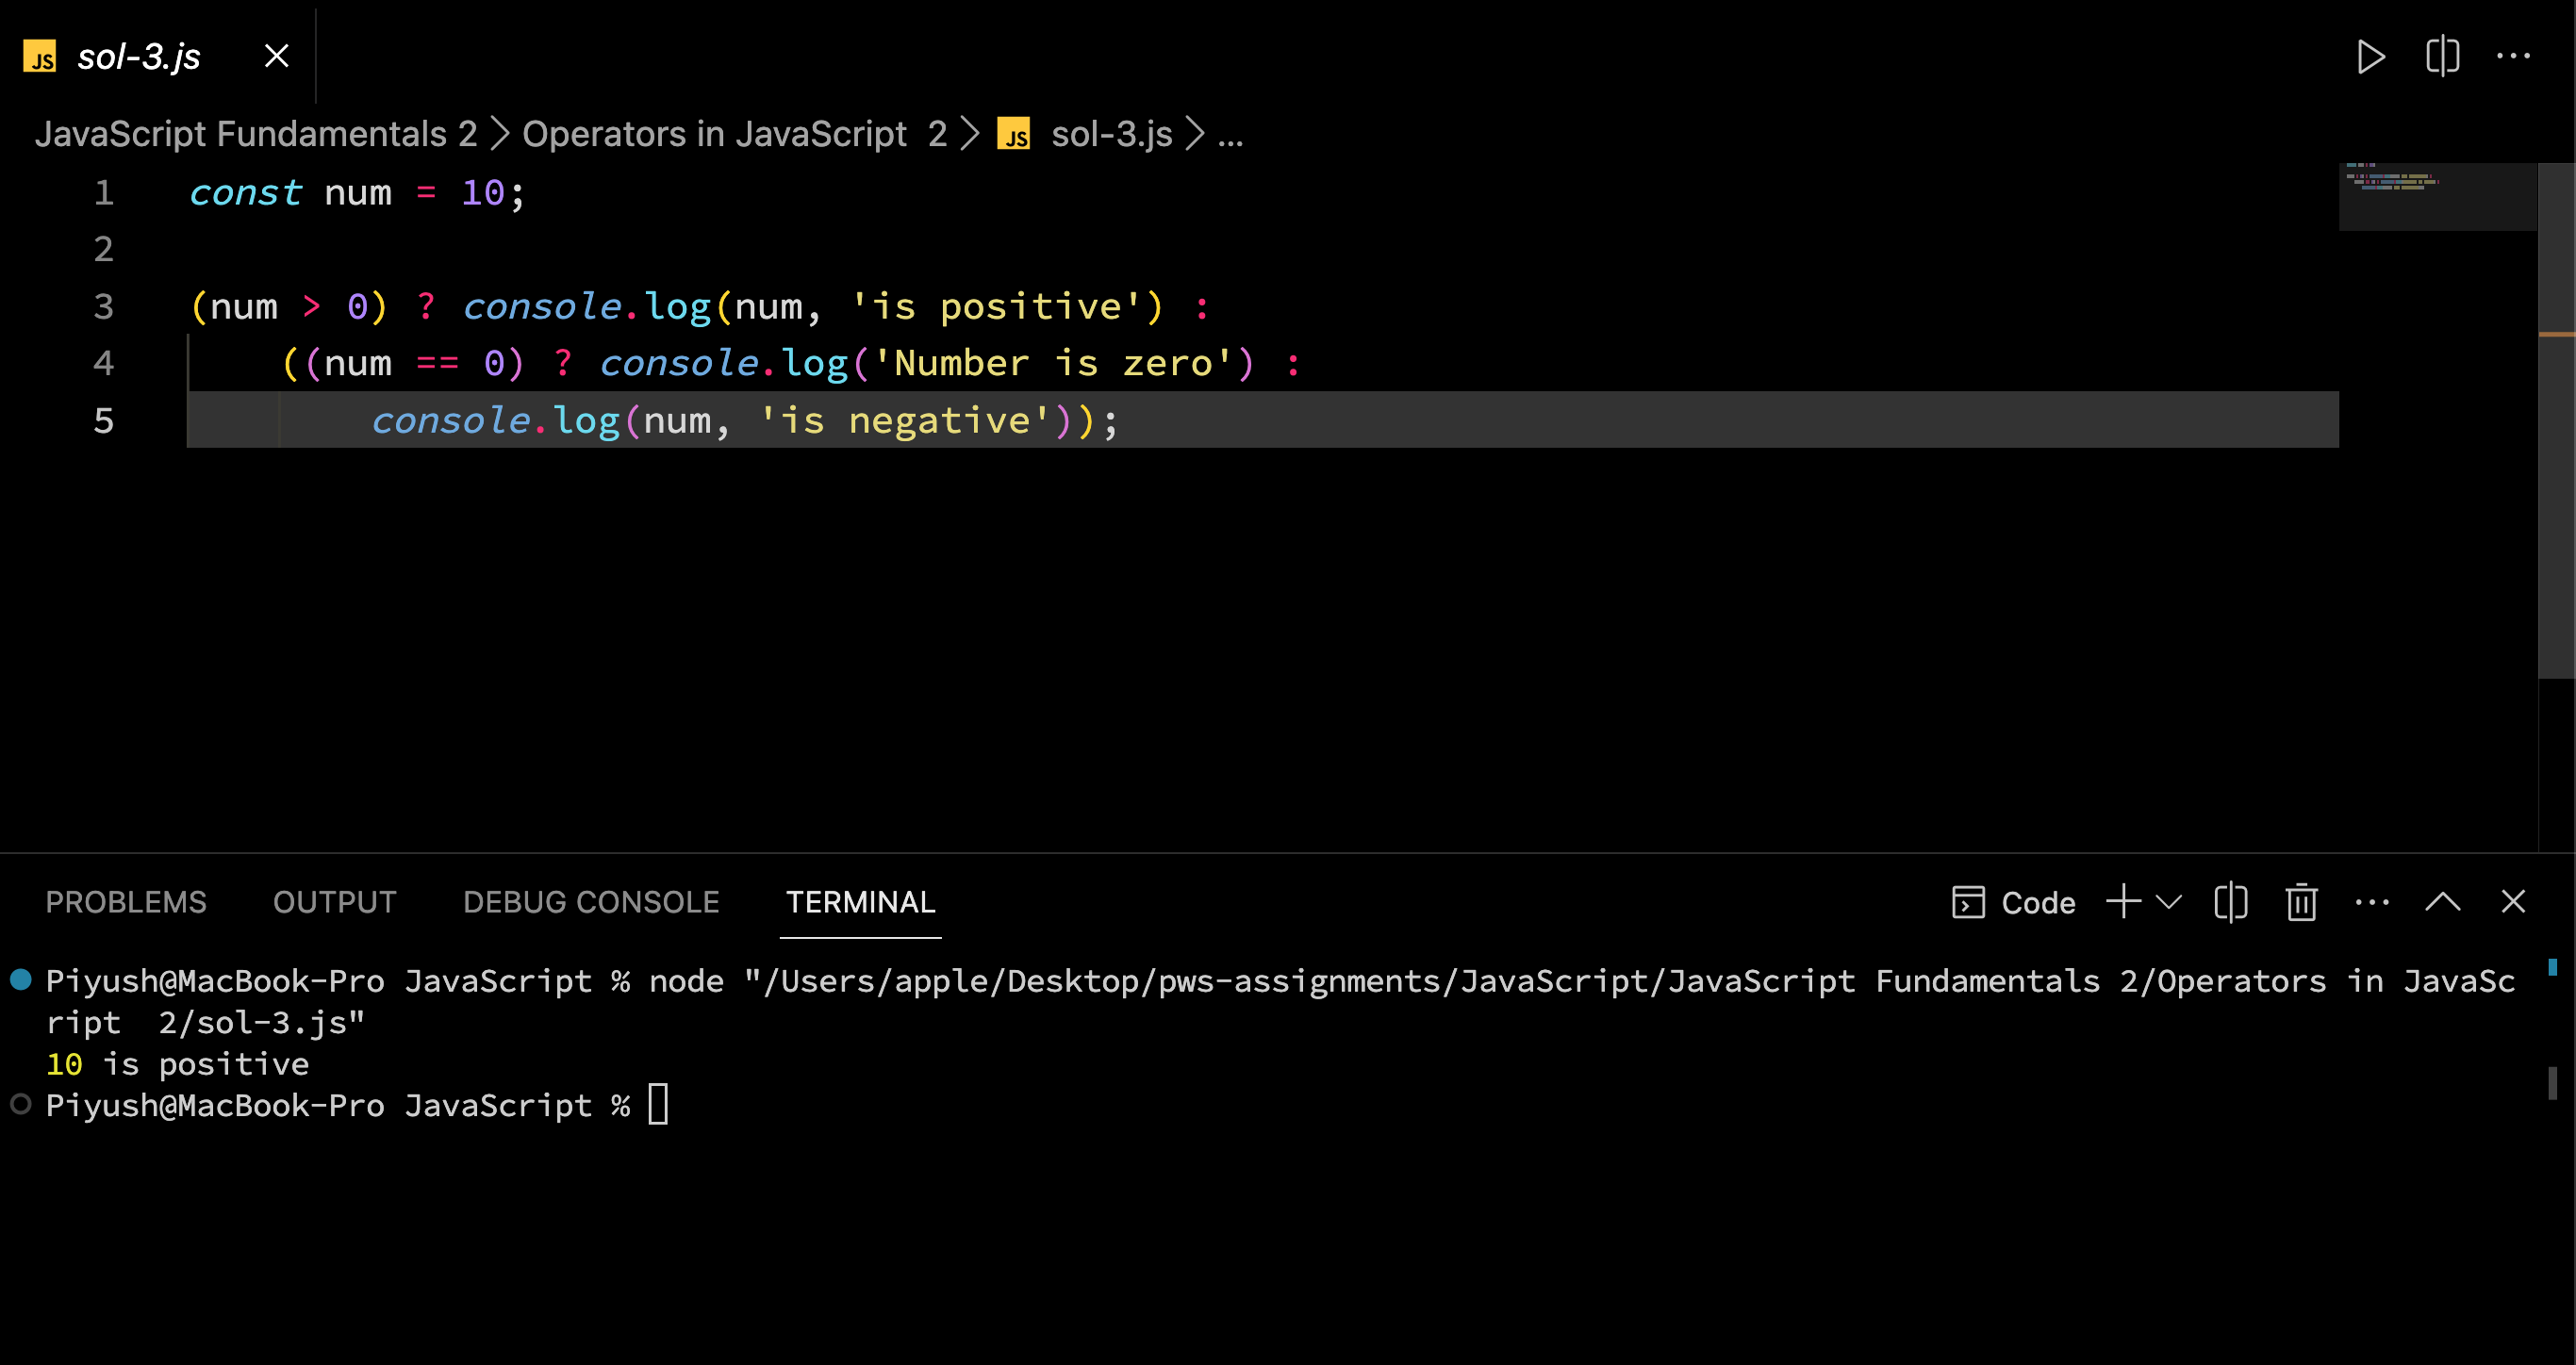 JS sol-3.js
JavaScript Fundamentals 2 > Operators in JavaScript  2 > JS sol-3.js > ...
1 const num = 10;
2
3 (num > 0) ? console.log(num, 'is positive') :
4     ((num == 0) ? console.log('Number is zero') :
5         console.log(num, 'is negative'));
PROBLEMS OUTPUT DEBUG CONSOLE TERMINAL Code
Piyush@MacBook-Pro JavaScript % node "/Users/apple/Desktop/pws-assignments/JavaScript/JavaScript Fundamentals 2/Operators in JavaSc
ript  2/sol-3.js"
10 is positive
Piyush@MacBook-Pro JavaScript %